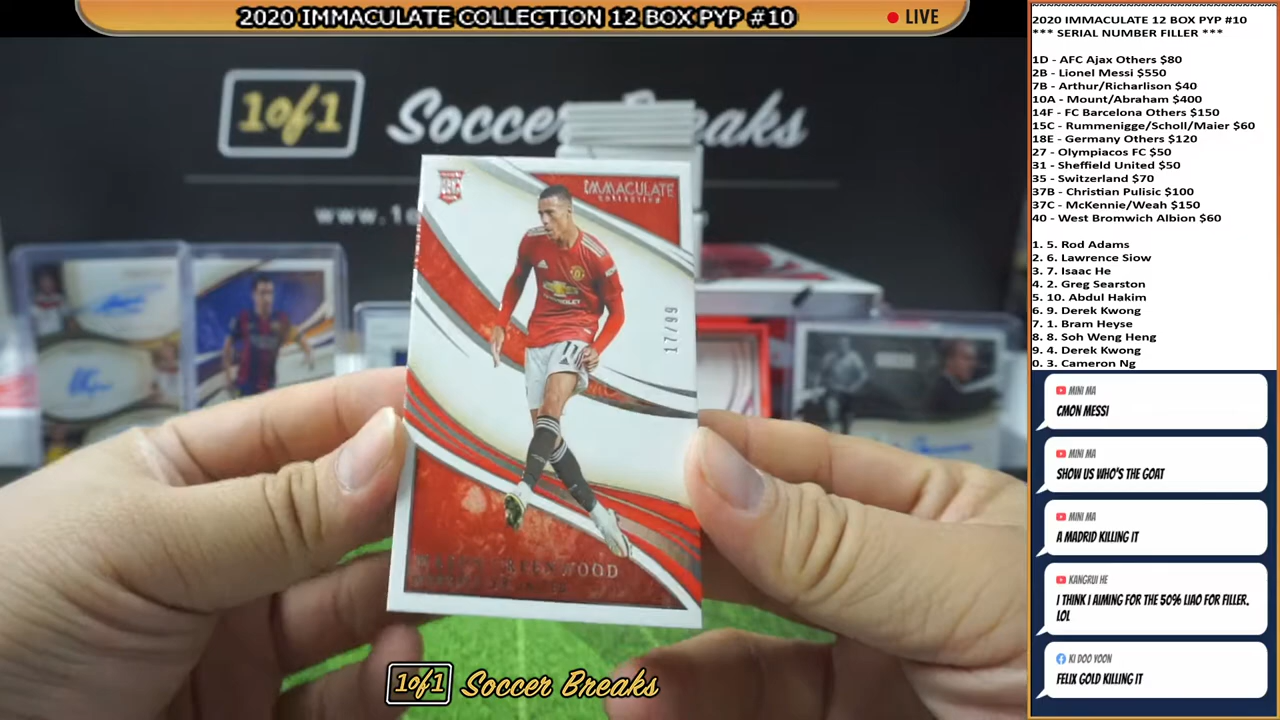 2020 IMMACULATE COLLECTION 12 BOX PYP #10
LIVE
1of1 Soccer Breaks
IMMACULATE
COLLECTION
17/99
GREENWOOD
1of1 Soccer Breaks
2020 IMMACULATE 12 BOX PYP #10
*** SERIAL NUMBER FILLER ***
1D - AFC Ajax Others $80
2B - Lionel Messi $550
7B - Arthur/Richarlison $40
10A - Mount/Abraham $400
14F - FC Barcelona Others $150
15C - Rummenigge/Scholl/Maier $60
18E - Germany Others $120
27 - Olympiacos FC $50
31 - Sheffield United $50
35 - Switzerland $70
37B - Christian Pulisic $100
37C - McKennie/Weah $150
40 - West Bromwich Albion $60
1. 5. Rod Adams
2. 6. Lawrence Siow
3. 7. Isaac He
4. 2. Greg Searston
5. 10. Abdul Hakim
6. 9. Derek Kwong
7. 1. Bram Heyse
8. 8. Soh Weng Heng
9. 4. Derek Kwong
0. 3. Cameron Ng
MINI MA
CMON MESSI
MINI MA
SHOW US WHO'S THE GOAT
MINI MA
A MADRID KILLING IT
KANGRUI HE
I THINK I AIMING FOR THE 50% LIAO FOR FILLER.
LOL
KI DOO YOON
FELIX GOLD KILLING IT